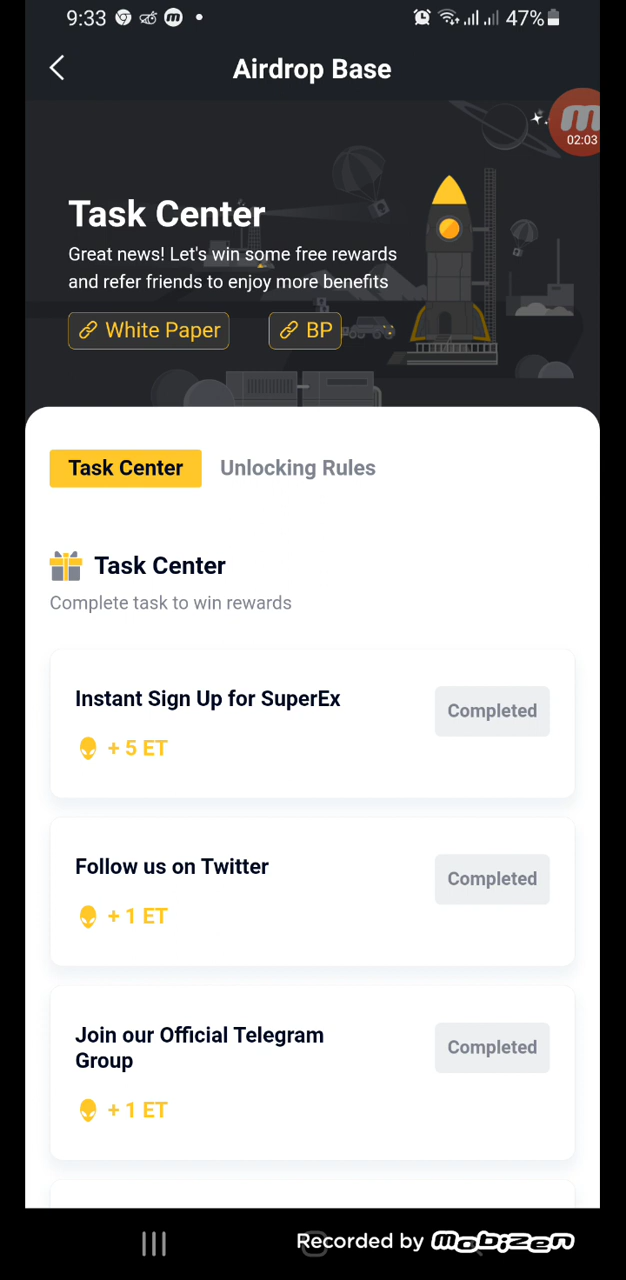 9:33
47%
Airdrop Base
02:03
Task Center
Great news! Let's win some free rewards
and refer friends to enjoy more benefits
White Paper
BP
Task Center
Unlocking Rules
Task Center
Complete task to win rewards
Instant Sign Up for SuperEx
Completed
+ 5 ET
Follow us on Twitter
Completed
+ 1 ET
Join our Official Telegram
Group
Completed
+ 1 ET
Recorded by mobizen